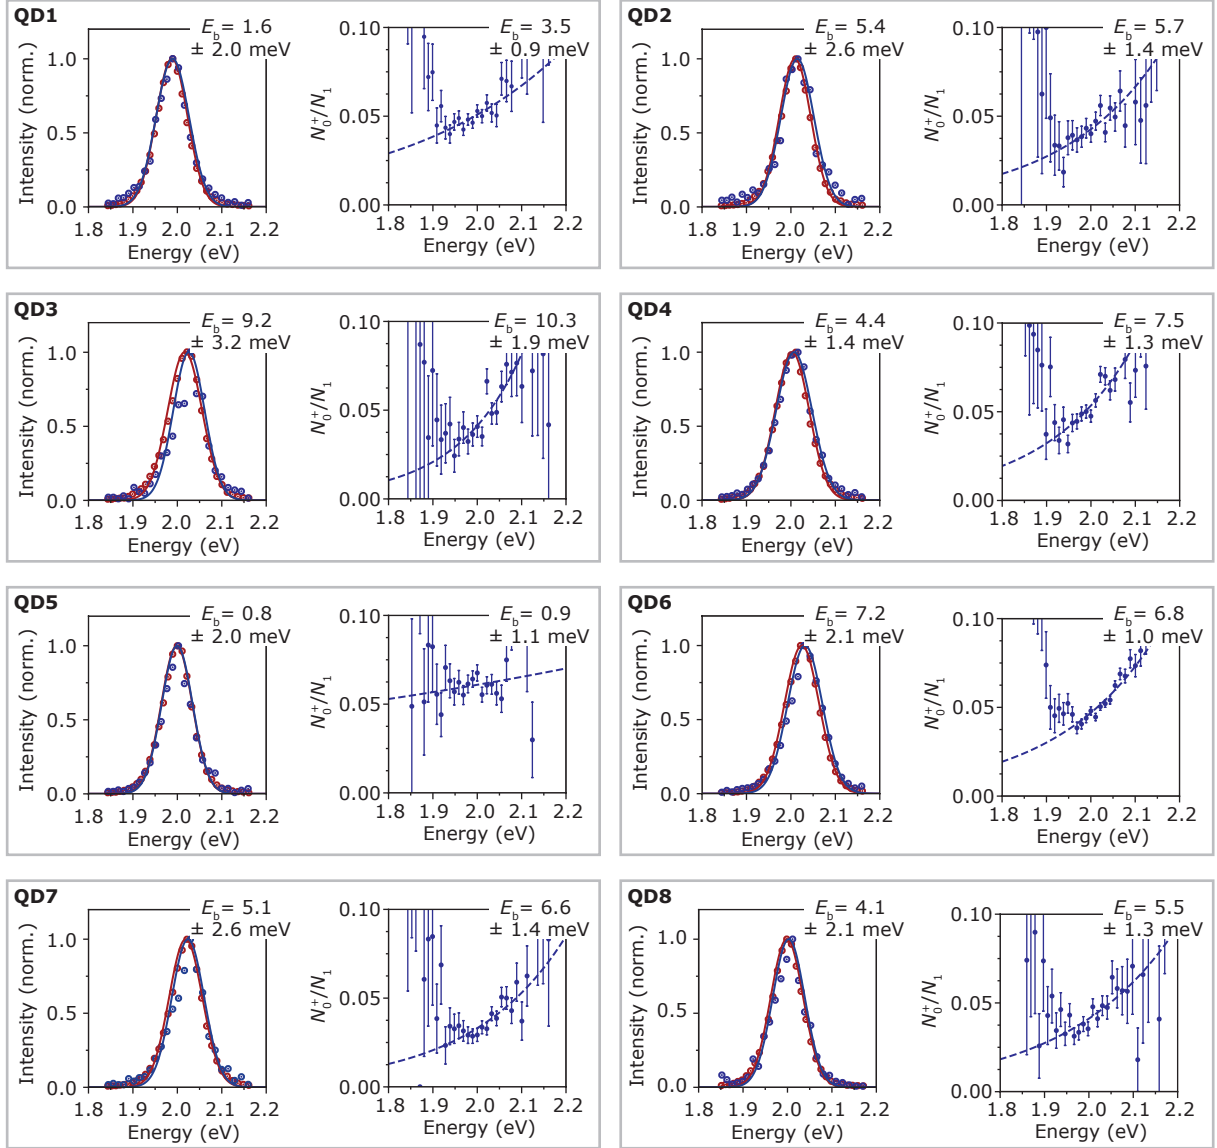 QD1
E_b = 1.6
± 2.0 meV
Intensity (norm.)
1.0
0.5
0.0
1.8 1.9 2.0 2.1 2.2
Energy (eV)
E_b = 3.5
± 0.9 meV
N_0^+/N_1
0.10
0.05
0.00
1.8 1.9 2.0 2.1 2.2
Energy (eV)
QD2
E_b = 5.4
± 2.6 meV
Intensity (norm.)
1.0
0.5
0.0
1.8 1.9 2.0 2.1 2.2
Energy (eV)
E_b = 5.7
± 1.4 meV
N_0^+/N_1
0.10
0.05
0.00
1.8 1.9 2.0 2.1 2.2
Energy (eV)
QD3
E_b = 9.2
± 3.2 meV
Intensity (norm.)
1.0
0.5
0.0
1.8 1.9 2.0 2.1 2.2
Energy (eV)
E_b = 10.3
± 1.9 meV
N_0^+/N_1
0.10
0.05
0.00
1.8 1.9 2.0 2.1 2.2
Energy (eV)
QD4
E_b = 4.4
± 1.4 meV
Intensity (norm.)
1.0
0.5
0.0
1.8 1.9 2.0 2.1 2.2
Energy (eV)
E_b = 7.5
± 1.3 meV
N_0^+/N_1
0.10
0.05
0.00
1.8 1.9 2.0 2.1 2.2
Energy (eV)
QD5
E_b = 0.8
± 2.0 meV
Intensity (norm.)
1.0
0.5
0.0
1.8 1.9 2.0 2.1 2.2
Energy (eV)
E_b = 0.9
± 1.1 meV
N_0^+/N_1
0.10
0.05
0.00
1.8 1.9 2.0 2.1 2.2
Energy (eV)
QD6
E_b = 7.2
± 2.1 meV
Intensity (norm.)
1.0
0.5
0.0
1.8 1.9 2.0 2.1 2.2
Energy (eV)
E_b = 6.8
± 1.0 meV
N_0^+/N_1
0.10
0.05
0.00
1.8 1.9 2.0 2.1 2.2
Energy (eV)
QD7
E_b = 5.1
± 2.6 meV
Intensity (norm.)
1.0
0.5
0.0
1.8 1.9 2.0 2.1 2.2
Energy (eV)
E_b = 6.6
± 1.4 meV
N_0^+/N_1
0.10
0.05
0.00
1.8 1.9 2.0 2.1 2.2
Energy (eV)
QD8
E_b = 4.1
± 2.1 meV
Intensity (norm.)
1.0
0.5
0.0
1.8 1.9 2.0 2.1 2.2
Energy (eV)
E_b = 5.5
± 1.3 meV
N_0^+/N_1
0.10
0.05
0.00
1.8 1.9 2.0 2.1 2.2
Energy (eV)